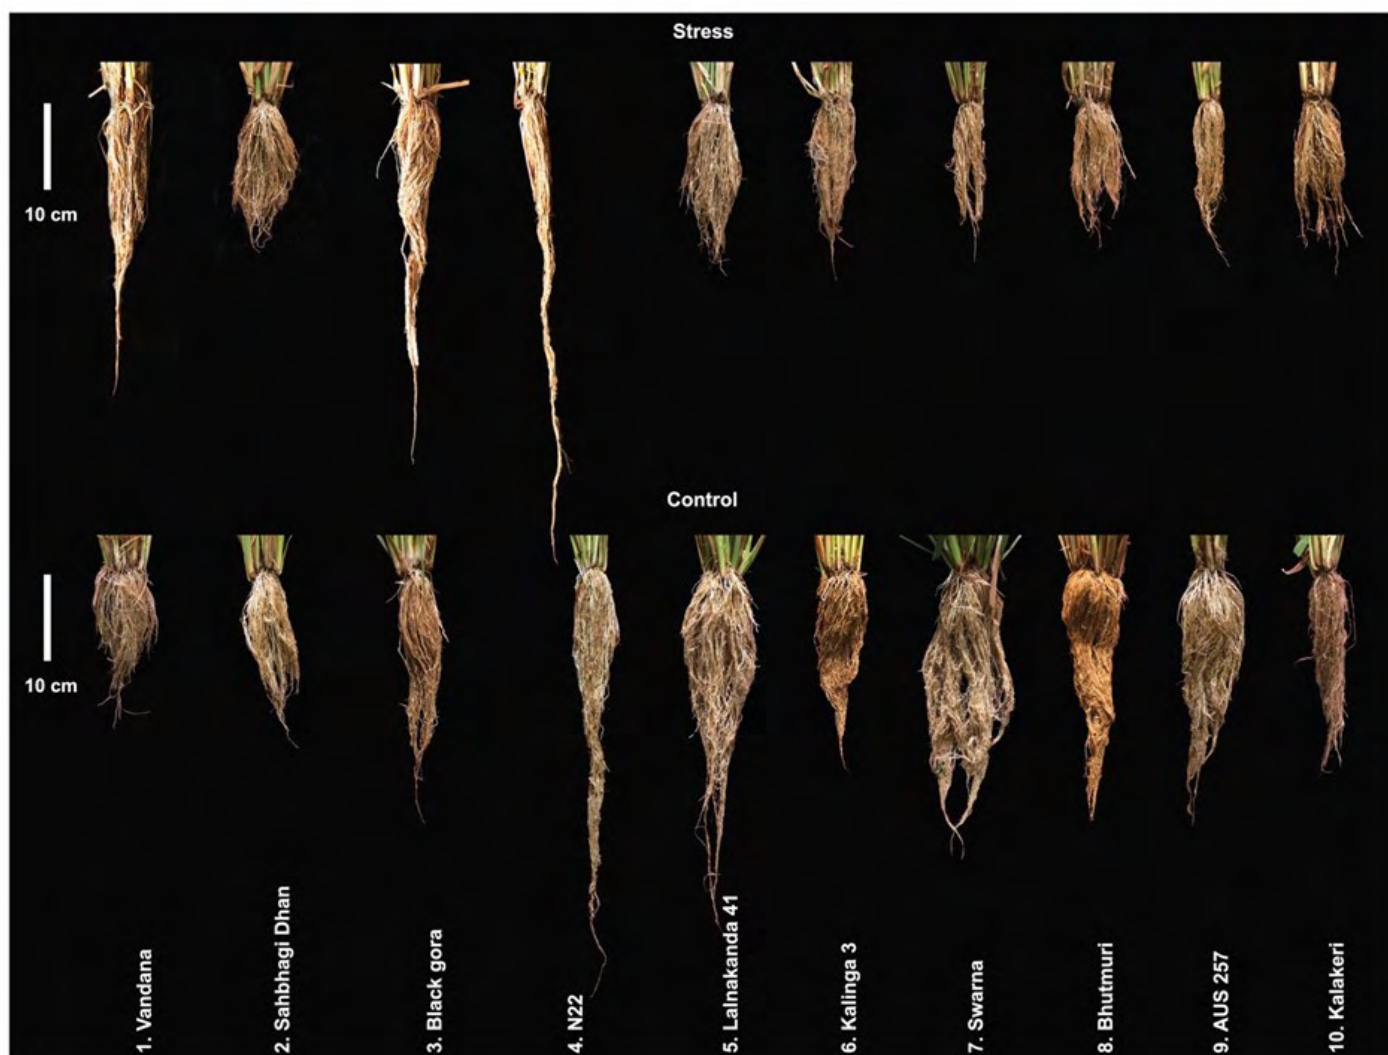 Stress
10 cm
Control
10 cm
1. Vandana
2. Sahbhagi Dhan
3. Black gora
4. N22
5. Lalnakanda 41
6. Kalinga 3
7. Swarna
8. Bhutmuri
9. AUS 257
10. Kalakeri